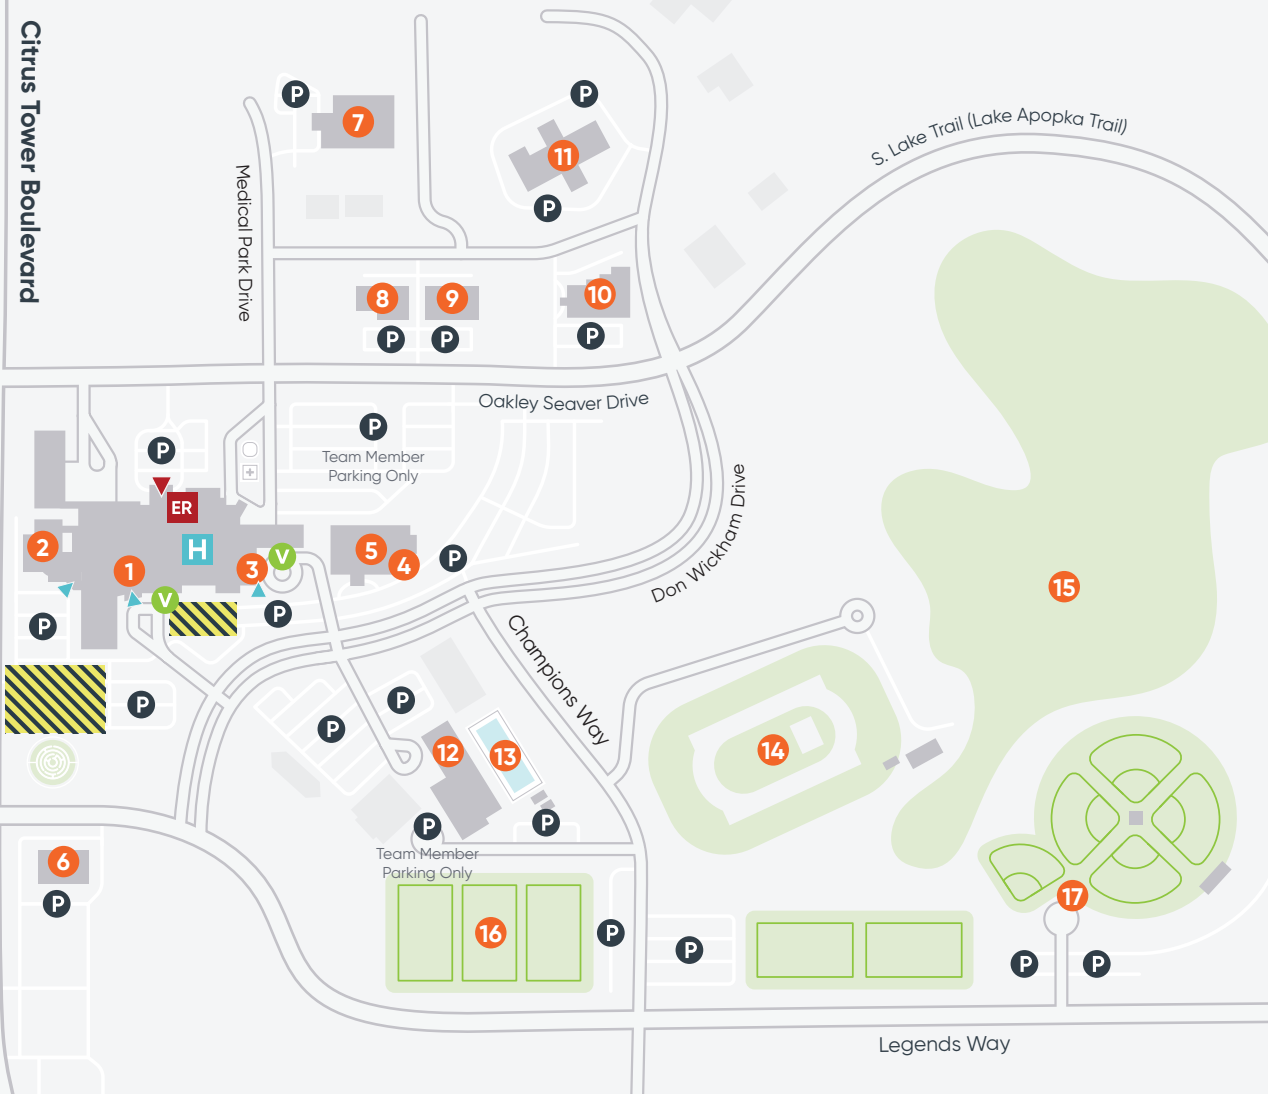 Citrus Tower Boulevard
P
7
P
11
P
S. Lake Trail (Lake Apopka Trail)
Medical Park Drive
8
9
10
P
P
P
Oakley Seaver Drive
P
Team Member
Parking Only
P
ER
H
2
1
3
V
5
4
P
V
P
P
Don Wickham Drive
15
Champions Way
P
P
P
12
13
14
P
P
Team Member
Parking Only
6
P
16
P
P
17
P
P
Legends Way